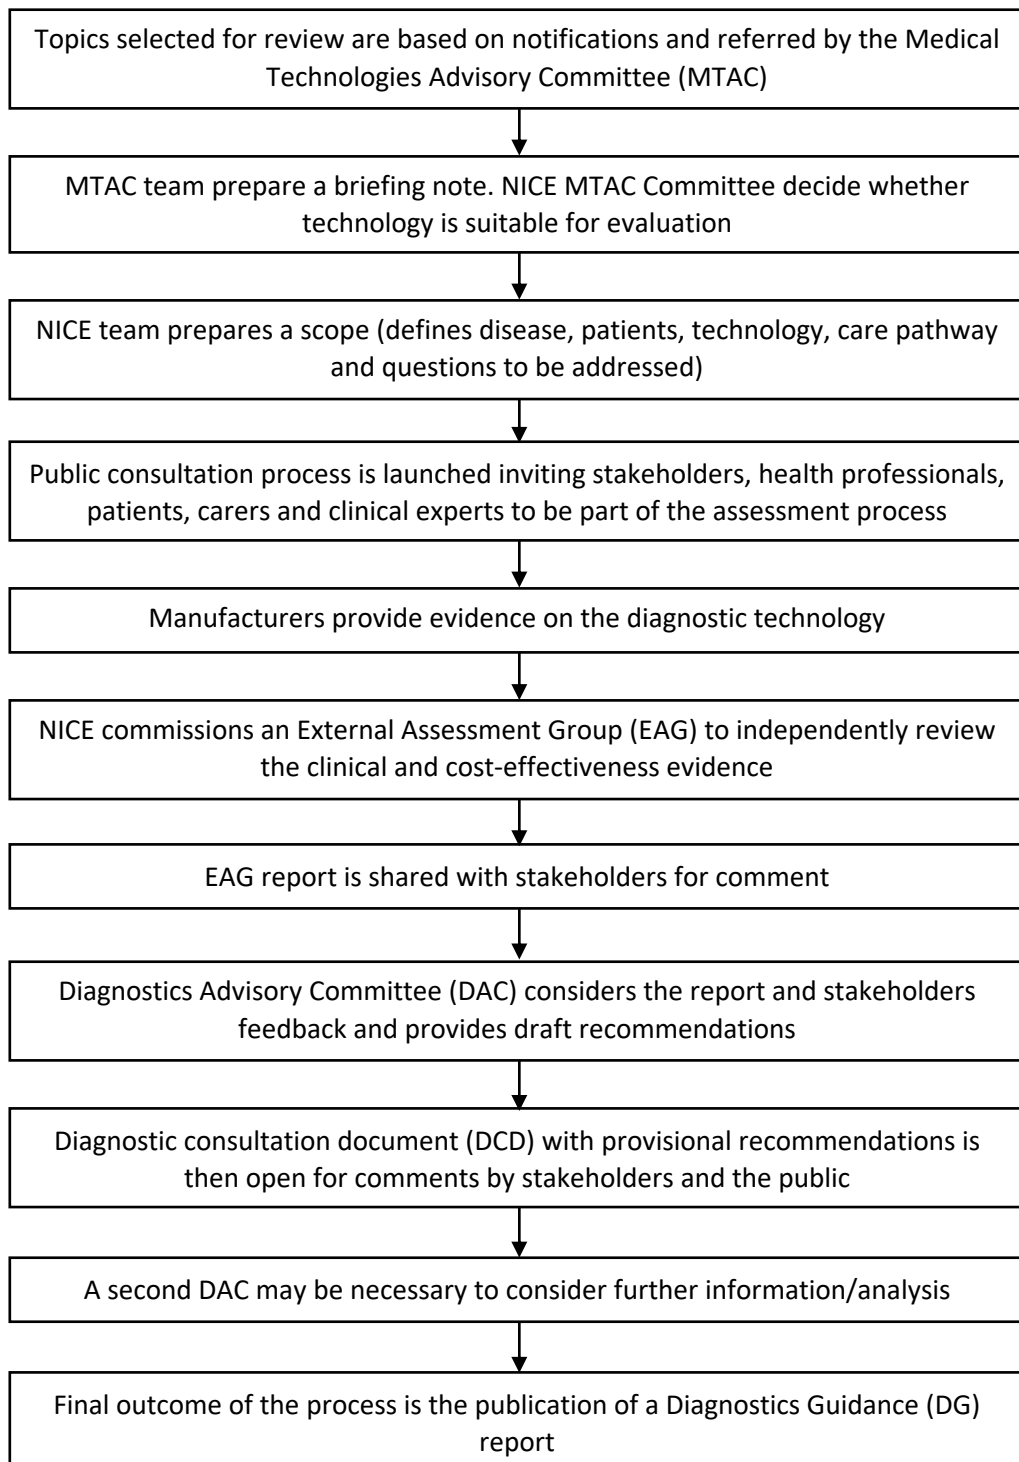 Topics selected for review are based on notifications and referred by the Medical
Technologies Advisory Committee (MTAC)
MTAC team prepare a briefing note. NICE MTAC Committee decide whether
technology is suitable for evaluation
NICE team prepares a scope (defines disease, patients, technology, care pathway
and questions to be addressed)
Public consultation process is launched inviting stakeholders, health professionals,
patients, carers and clinical experts to be part of the assessment process
Manufacturers provide evidence on the diagnostic technology
NICE commissions an External Assessment Group (EAG) to independently review
the clinical and cost-effectiveness evidence
EAG report is shared with stakeholders for comment
Diagnostics Advisory Committee (DAC) considers the report and stakeholders
feedback and provides draft recommendations
Diagnostic consultation document (DCD) with provisional recommendations is
then open for comments by stakeholders and the public
A second DAC may be necessary to consider further information/analysis
Final outcome of the process is the publication of a Diagnostics Guidance (DG)
report